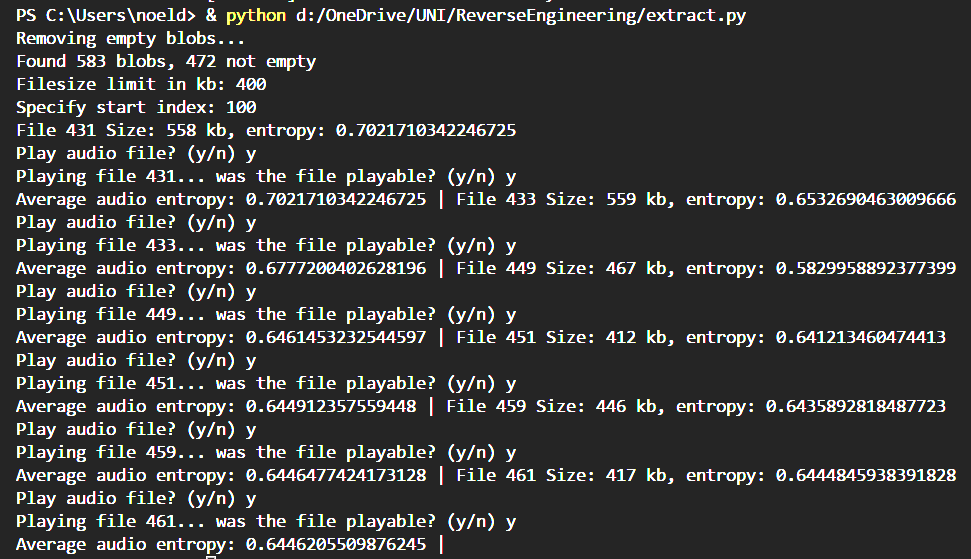 PS C:\Users\noeld> & python d:/OneDrive/UNI/ReverseEngineering/extract.py
Removing empty blobs...
Found 583 blobs, 472 not empty
Filesize limit in kb: 400
Specify start index: 100
File 431 Size: 558 kb, entropy: 0.7021710342246725
Play audio file? (y/n) y
Playing file 431... was the file playable? (y/n) y
Average audio entropy: 0.7021710342246725 | File 433 Size: 559 kb, entropy: 0.6532690463009666
Play audio file? (y/n) y
Playing file 433... was the file playable? (y/n) y
Average audio entropy: 0.6777200402628196 | File 449 Size: 467 kb, entropy: 0.5829958892377399
Play audio file? (y/n) y
Playing file 449... was the file playable? (y/n) y
Average audio entropy: 0.6461453232544597 | File 451 Size: 412 kb, entropy: 0.641213460474413
Play audio file? (y/n) y
Playing file 451... was the file playable? (y/n) y
Average audio entropy: 0.644912357559448 | File 459 Size: 446 kb, entropy: 0.6435892818487723
Play audio file? (y/n) y
Playing file 459... was the file playable? (y/n) y
Average audio entropy: 0.6446477424173128 | File 461 Size: 417 kb, entropy: 0.6444845938391828
Play audio file? (y/n) y
Playing file 461... was the file playable? (y/n) y
Average audio entropy: 0.6446205509876245 |